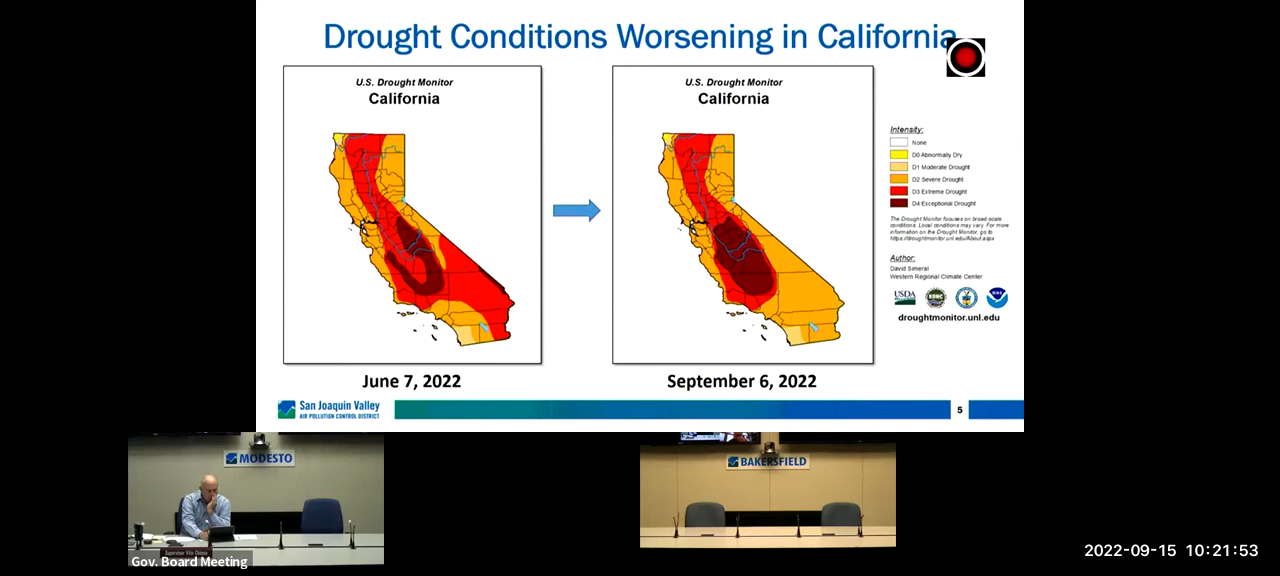 Drought Conditions Worsening in California
U.S. Drought Monitor
California
U.S. Drought Monitor
California
Intensity:
None
D0 Abnormally Dry
D1 Moderate Drought
D2 Severe Drought
D3 Extreme Drought
D4 Exceptional Drought
The Drought Monitor focuses on broad-scale
conditions. Local conditions may vary. For more
information on the Drought Monitor, go to
https://droughtmonitor.unl.edu/About.aspx
Author:
David Simeral
Western Regional Climate Center
USDA
NDMC
droughtmonitor.unl.edu
June 7, 2022
September 6, 2022
San Joaquin Valley
AIR POLLUTION CONTROL DISTRICT
5
MODESTO
BAKERSFIELD
Supervisor
Gov. Board Meeting
2022-09-15 10:21:53